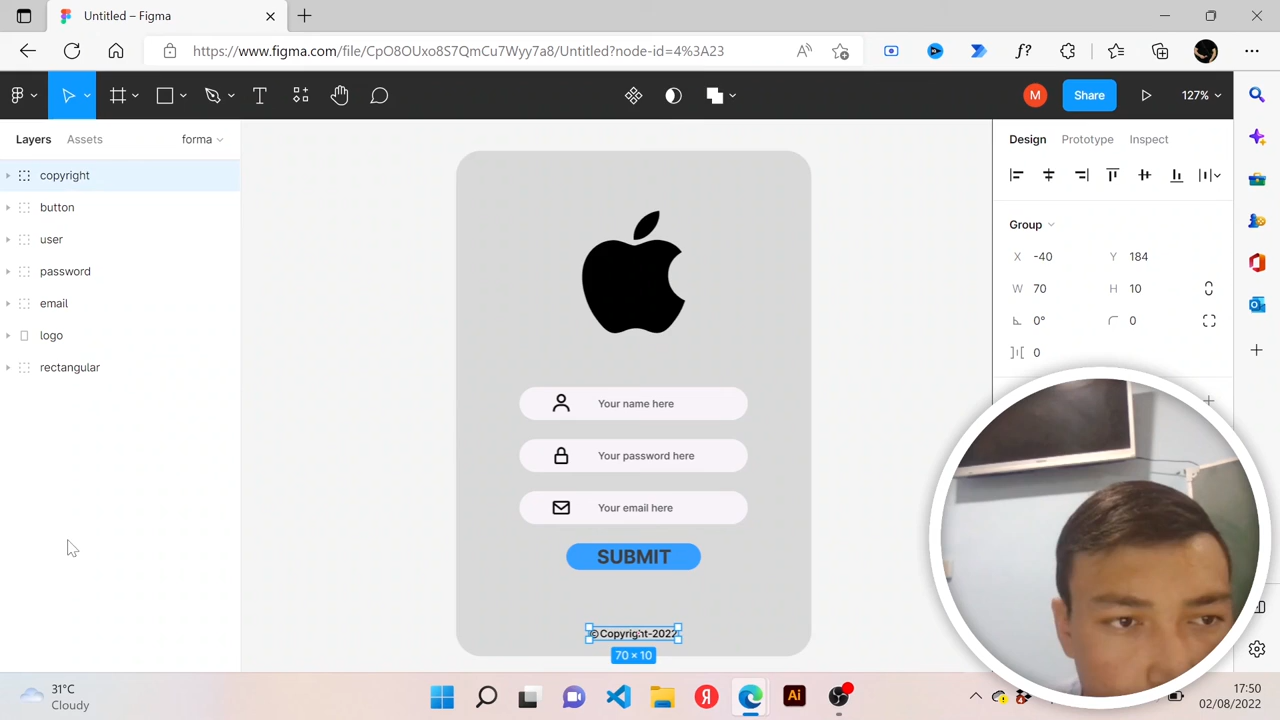 Untitled – Figma
https://www.figma.com/file/CpO8OUxo8S7QmCu7Wyy7a8/Untitled?node-id=4%3A23
M
Share
127%
Layers
Assets
forma
copyright
button
user
password
email
logo
rectangular
Your name here
Your password here
Your email here
SUBMIT
©Copyright-2022
70 × 10
Design
Prototype
Inspect
Group
X -40
Y 184
W 70
H 10
0°
0
0
31°C
Cloudy
Я
Ai
17:50
02/08/2022